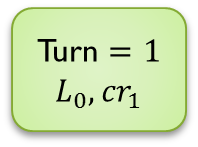 Turn = 1
L₀, cr₁